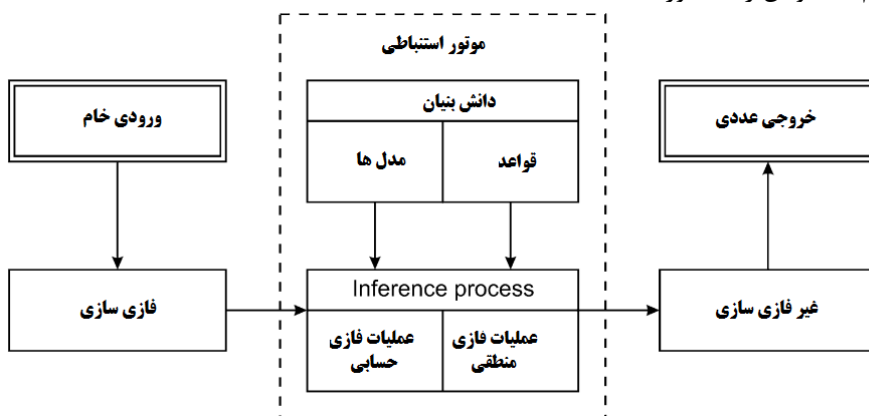 موتور استنباطی
ورودی خام
دانش بنیان
مدل ها
قواعد
خروجی عددی
فازی سازی
Inference process
عملیات فازی
حسابی
عملیات فازی
منطقی
غیر فازی سازی